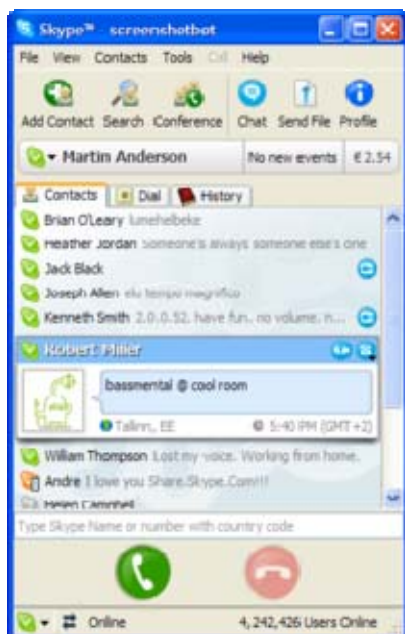 Skype™ - screenshotbot
File View Contacts Tools Call Help
Add Contact Search Conference Chat Send File Profile
Martin Anderson No new events € 2.54
Contacts Dial History
Brian O'Leary lumehelbeke
Heather Jordan Someone's always someone else's one
Jack Black
Joseph Allen elu tempo magnifico
Kenneth Smith 2.0.0.52. have fun. no volume. n...
Robert Miller
bassmental @ cool room
Tallinn, EE 5:40 PM (GMT +2)
William Thompson Lost my voice. Working from home.
Andre I love you Share.Skype.Com!!!
Helen Campbell
Type Skype Name or number with country code
Online 4,242,426 Users Online